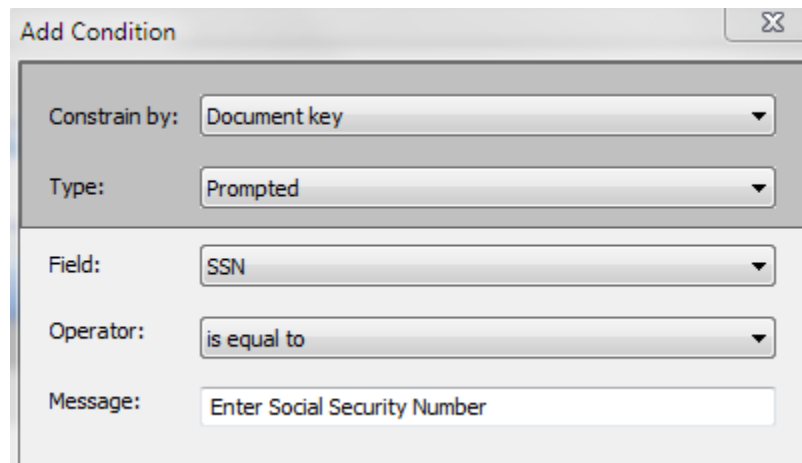 Add Condition
Constrain by: Document key
Type: Prompted
Field: SSN
Operator: is equal to
Message: Enter Social Security Number